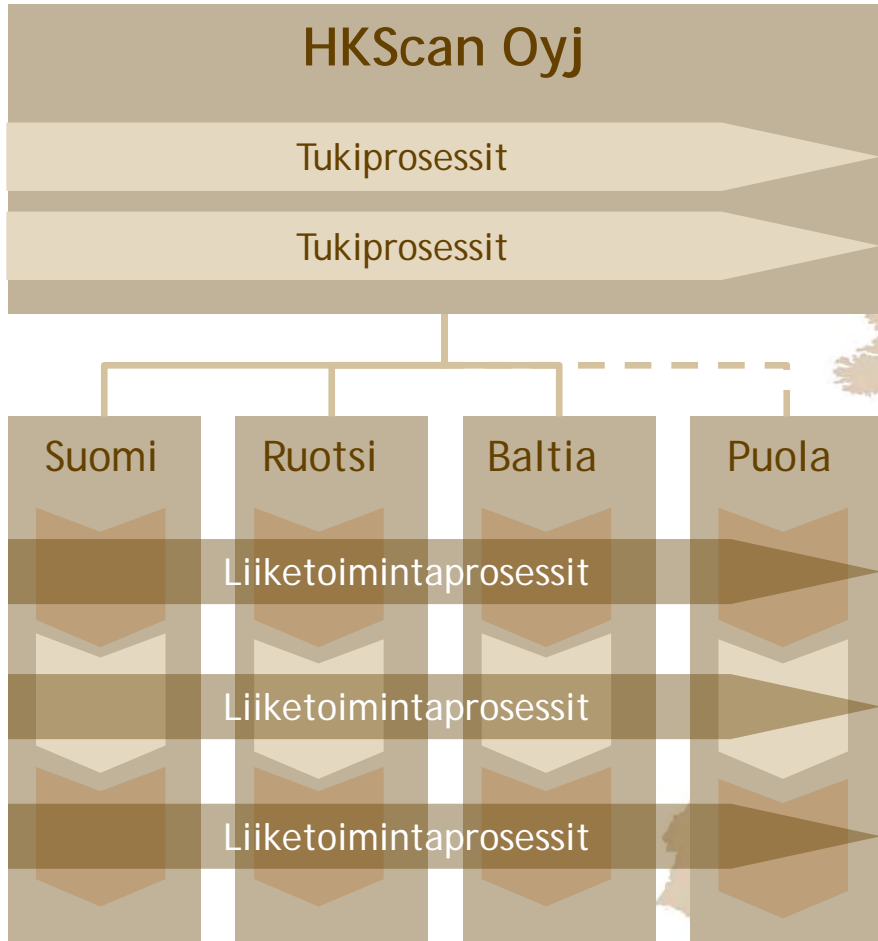 HKScan Oyj
Tukiprosessit
Tukiprosessit
Suomi
Ruotsi
Baltia
Puola
Liiketoimintaprosessit
Liiketoimintaprosessit
Liiketoimintaprosessit